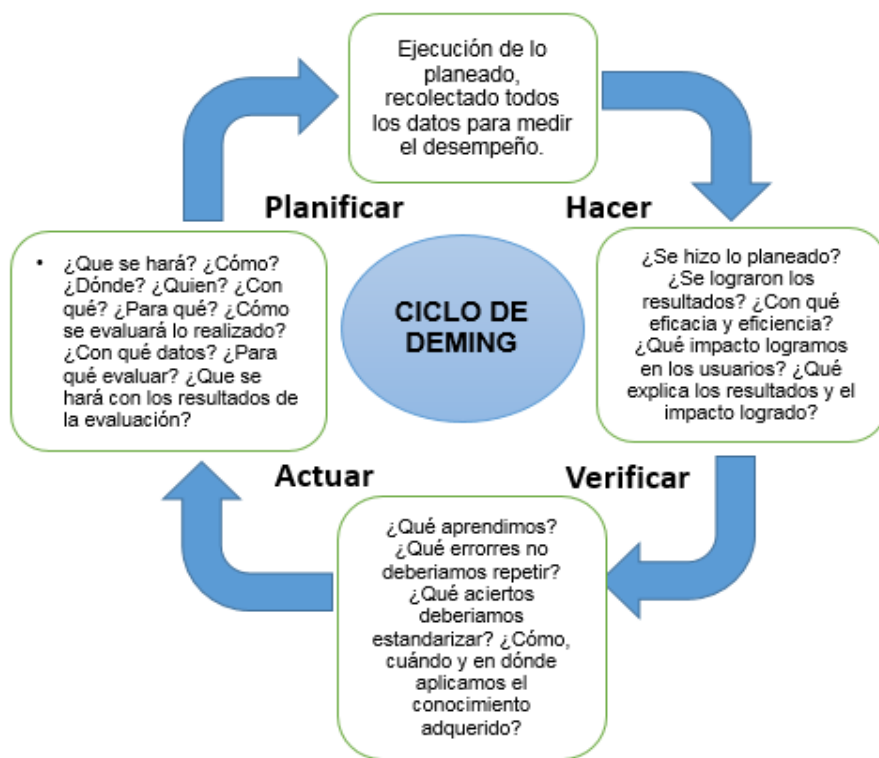 Ejecución de lo
planeado,
recolectado todos
los datos para medir
el desempeño.
Planificar
Hacer
• ¿Que se hará? ¿Cómo?
¿Dónde? ¿Quien? ¿Con
qué? ¿Para qué? ¿Cómo
se evaluará lo realizado?
¿Con qué datos? ¿Para
qué evaluar? ¿Que se
hará con los resultados de
la evaluación?
CICLO DE
DEMING
¿Se hizo lo planeado?
¿Se lograron los
resultados? ¿Con qué
eficacia y eficiencia?
¿Qué impacto logramos
en los usuarios? ¿Qué
explica los resultados y el
impacto logrado?
Actuar
Verificar
¿Qué aprendimos?
¿Qué errorres no
deberiamos repetir?
¿Qué aciertos
deberiamos
estandarizar? ¿Cómo,
cuándo y en dónde
aplicamos el
conocimiento
adquerido?